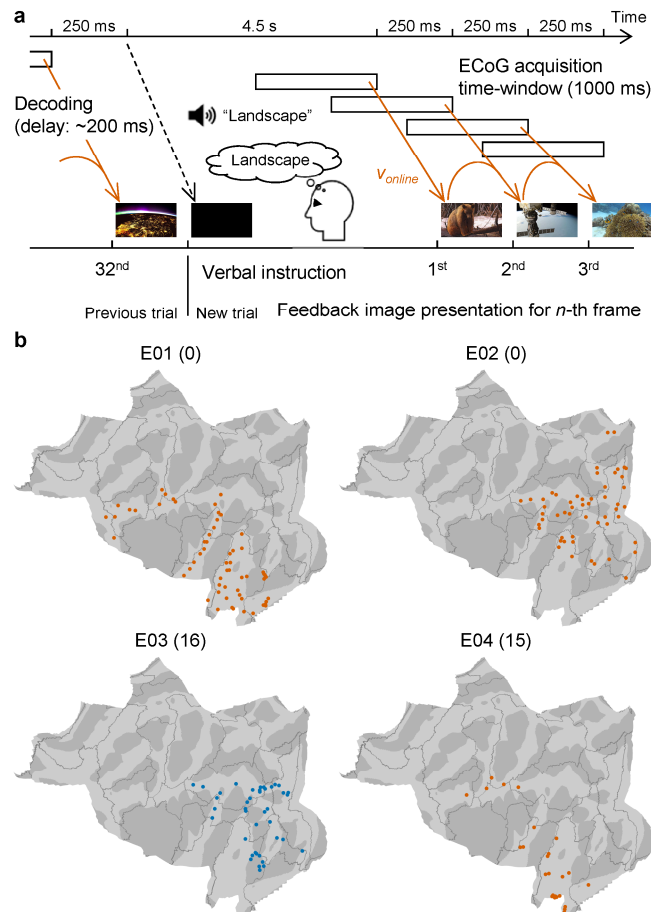 a
250 ms 4.5 s 250 ms 250 ms 250 ms Time
ECoG acquisition
time-window (1000 ms)
Decoding
(delay: ~200 ms)
“Landscape”
Landscape
v_online
32nd Verbal instruction 1st 2nd 3rd
Previous trial New trial Feedback image presentation for n-th frame
b
E01 (0) E02 (0)
E03 (16) E04 (15)